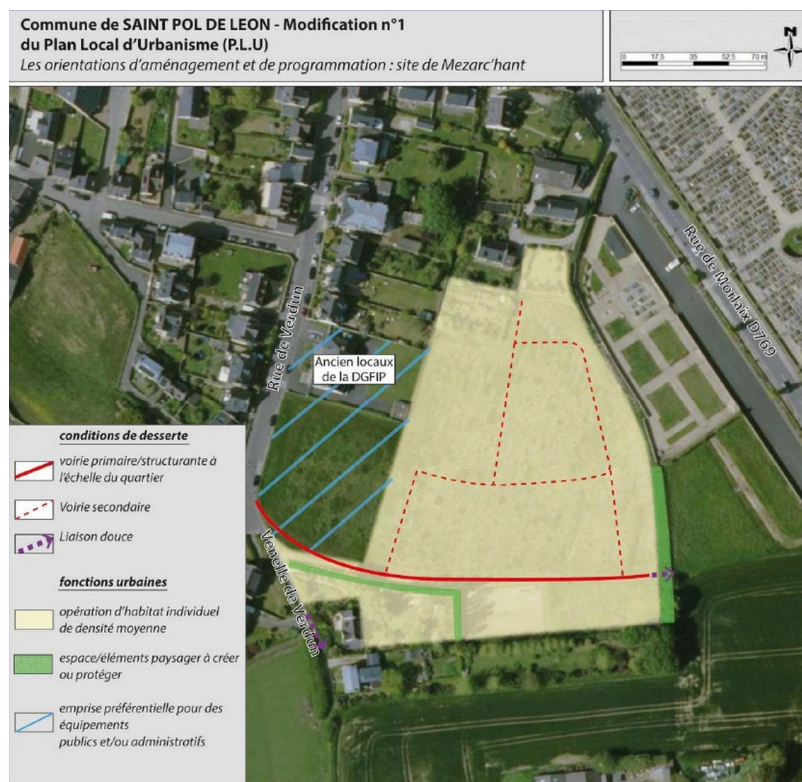 Commune de SAINT POL DE LEON - Modification n°1
du Plan Local d'Urbanisme (P.L.U)
Les orientations d'aménagement et de programmation : site de Mezarc'hant
N
0 17,5 35 52,5 70 m
Rue de Verdun
Ancien locaux
de la DGFIP
Rue de Morlaix D769
Venelle de Verdun
conditions de desserte
voirie primaire/structurante à
l'échelle du quartier
Voirie secondaire
Liaison douce
fonctions urbaines
opération d'habitat individuel
de densité moyenne
espace/éléments paysager à créer
ou protéger
emprise préférentielle pour des
équipements
publics et/ou administratifs